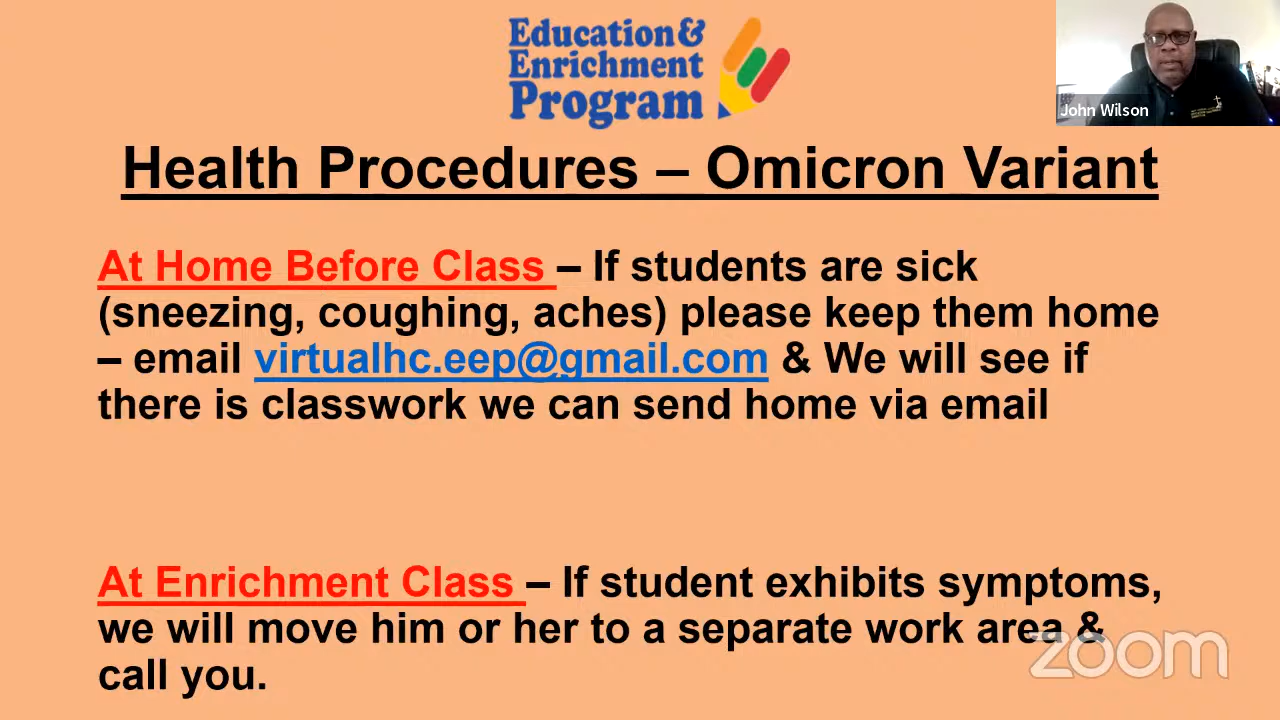 Education &
Enrichment
Program
John Wilson
Health Procedures – Omicron Variant
At Home Before Class – If students are sick
(sneezing, coughing, aches) please keep them home
– email virtualhc.eep@gmail.com & We will see if
there is classwork we can send home via email
At Enrichment Class – If student exhibits symptoms,
we will move him or her to a separate work area &
call you.
zoom